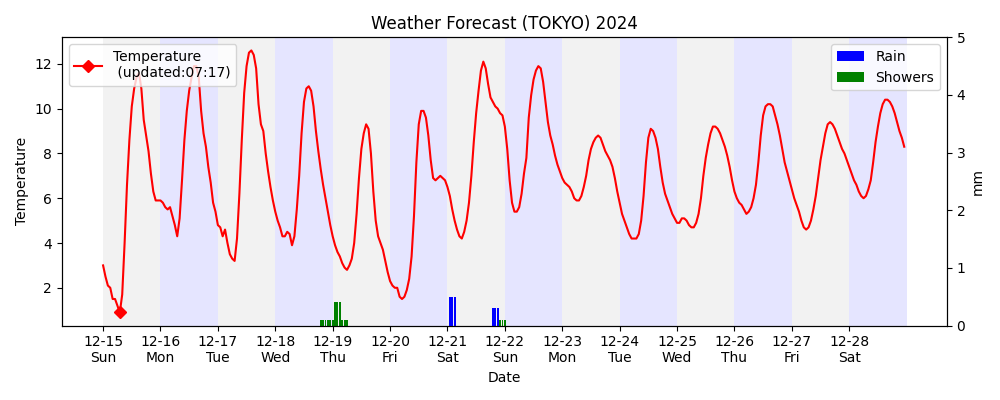 Weather Forecast (TOKYO) 2024
Temperature
(updated:07:17)
Rain
Showers
12
10
8
6
4
2
Temperature
5
4
3
2
1
0
mm
12-15 12-16 12-17 12-18 12-19 12-20 12-21 12-22 12-23 12-24 12-25 12-26 12-27 12-28
Sun Mon Tue Wed Thu Fri Sat Sun Mon Tue Wed Thu Fri Sat
Date